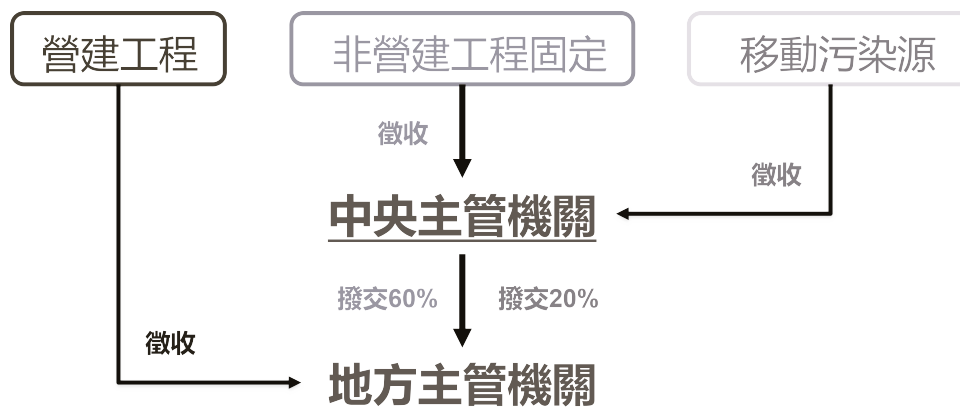 營建工程
非營建工程固定
移動污染源
徵收
徵收
中央主管機關
撥交60%
撥交20%
徵收
地方主管機關